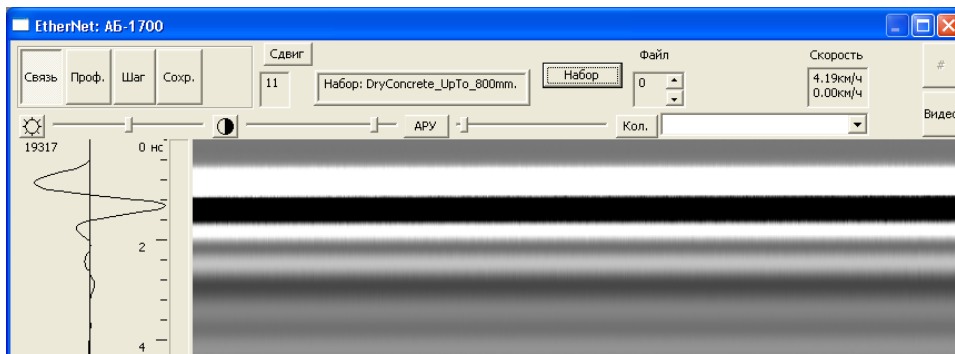 EtherNet: АБ-1700
Сдвиг
Файл
Скорость
Связь
Проф.
Шаг
Сохр.
11
Набор: DryConcrete_UpTo_800mm.
Набор
0
4.19км/ч
0.00км/ч
#
Видео
АРУ
Кол.
19317
0 нс
2
4